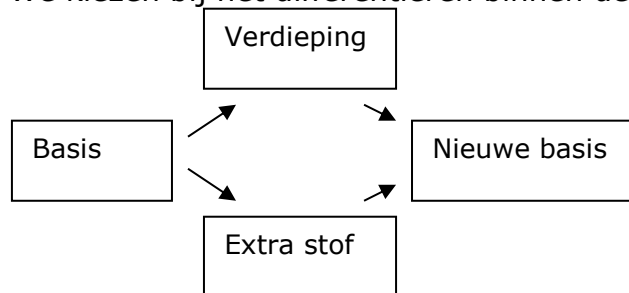 We kiezen bij het differentiëren binnen de
Verdieping
Basis
Nieuwe basis
Extra stof